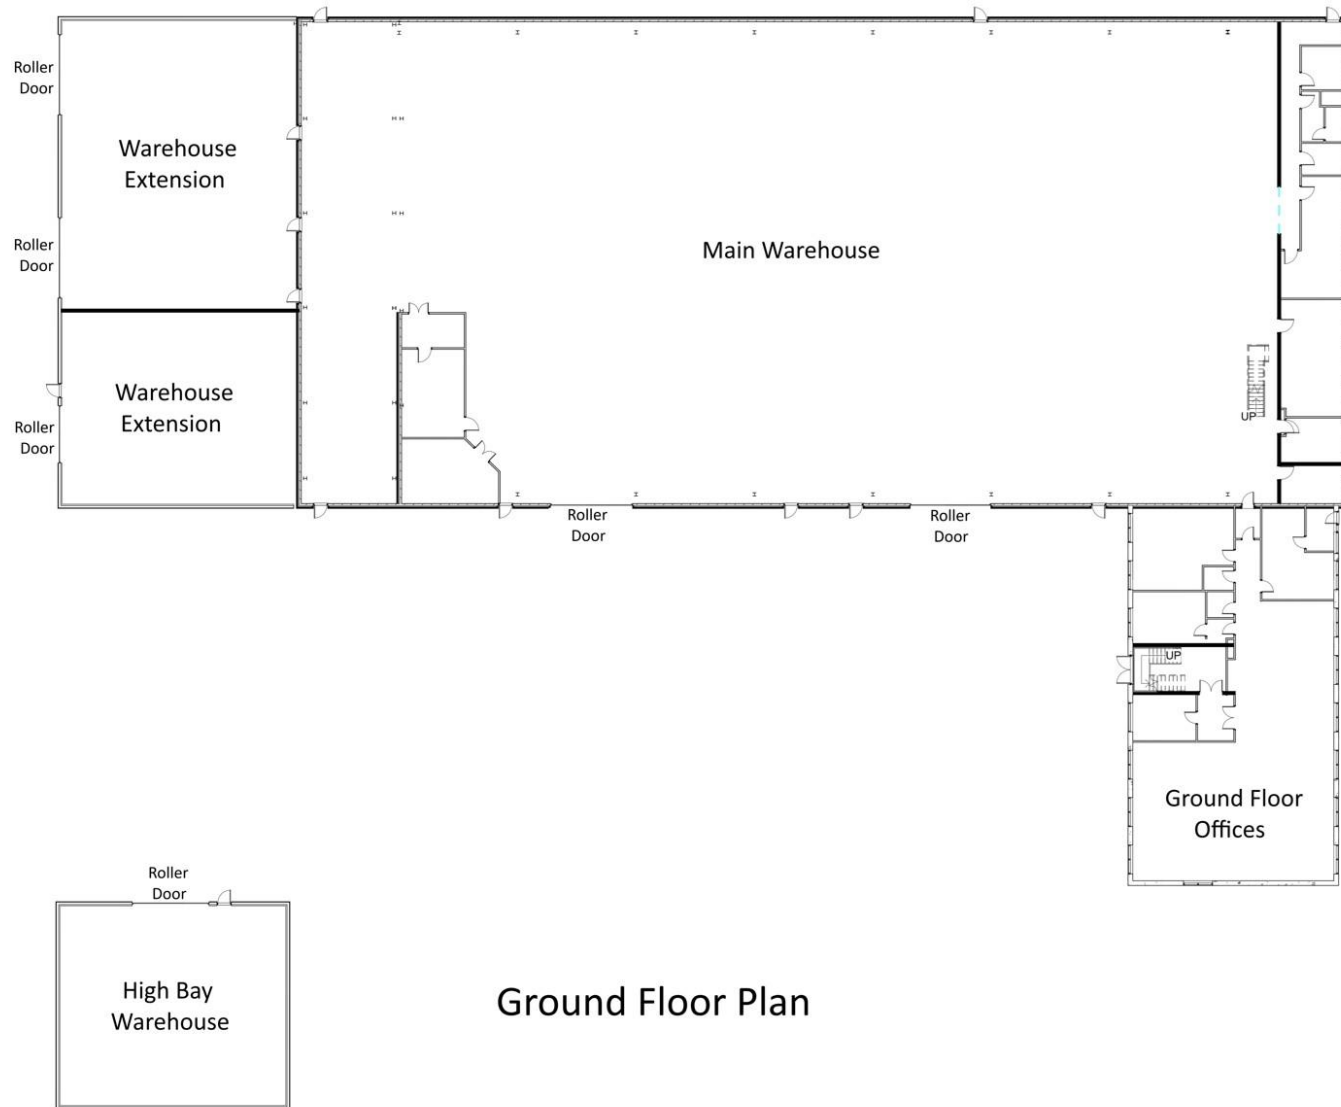 Roller
Door
Warehouse
Extension
Roller
Door
Main Warehouse
Warehouse
Extension
Roller
Door
UP
Roller
Door
Roller
Door
UP
Ground Floor
Offices
Roller
Door
High Bay
Warehouse
Ground Floor Plan